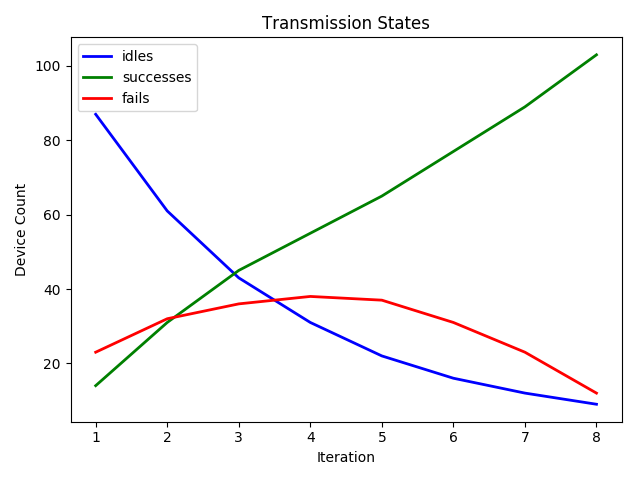 Transmission States
idles
successes
fails
100
80
60
40
20
Device Count
1 2 3 4 5 6 7 8
Iteration